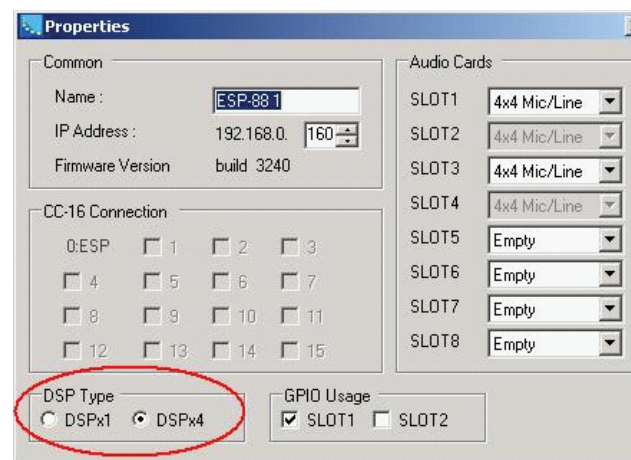 Properties
Common
Name :
ESP-88 1
IP Address :
192.168.0. 160
Firmware Version
build 3240
CC-16 Connection
0:ESP 1 2 3
4 5 6 7
8 9 10 11
12 13 14 15
DSP Type
DSPx1 DSPx4
GPIO Usage
SLOT1 SLOT2
Audio Cards
SLOT1 4x4 Mic/Line
SLOT2 4x4 Mic/Line
SLOT3 4x4 Mic/Line
SLOT4 4x4 Mic/Line
SLOT5 Empty
SLOT6 Empty
SLOT7 Empty
SLOT8 Empty